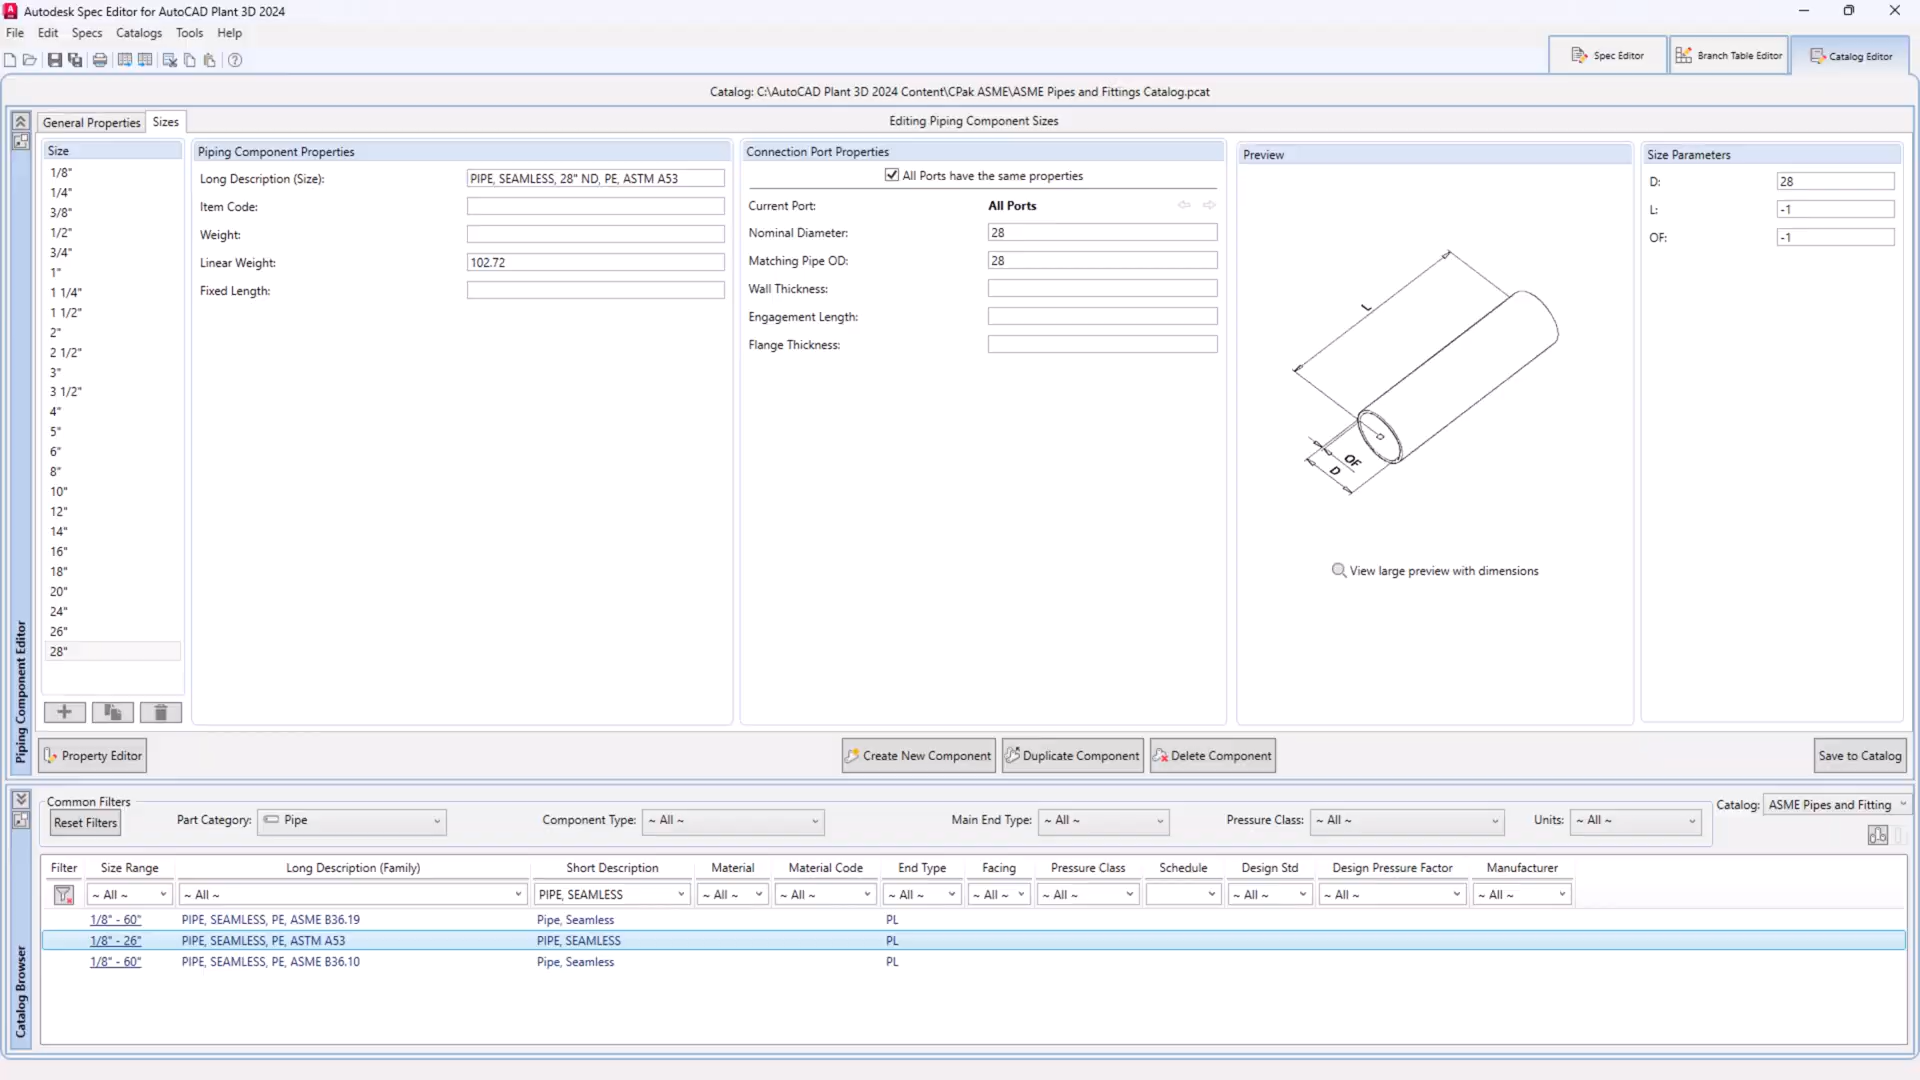 Autodesk Spec Editor for AutoCAD Plant 3D 2024
File Edit Specs Catalogs Tools Help
Spec Editor
Branch Table Editor
Catalog Editor
Catalog: C:\AutoCAD Plant 3D 2024 Content\CPak ASME\ASME Pipes and Fittings Catalog.pcat
General Properties
Sizes
Editing Piping Component Sizes
Size
1/8"
1/4"
3/8"
1/2"
3/4"
1"
1 1/4"
1 1/2"
2"
2 1/2"
3"
3 1/2"
4"
5"
6"
8"
10"
12"
14"
16"
18"
20"
24"
26"
28"
Piping Component Properties
Long Description (Size): PIPE, SEAMLESS, 28" ND, PE, ASTM A53
Item Code:
Weight:
Linear Weight: 102.72
Fixed Length:
Connection Port Properties
All Ports have the same properties
Current Port: All Ports
Nominal Diameter: 28
Matching Pipe OD: 28
Wall Thickness:
Engagement Length:
Flange Thickness:
Preview
L
OF
D
View large preview with dimensions
Size Parameters
D: 28
L: -1
OF: -1
Piping Component Editor
Property Editor
Create New Component
Duplicate Component
Delete Component
Save to Catalog
Common Filters
Reset Filters
Part Category: Pipe
Component Type: ~ All ~
Main End Type: ~ All ~
Pressure Class: ~ All ~
Units: ~ All ~
Catalog: ASME Pipes and Fitting
Filter Size Range Long Description (Family) Short Description Material Material Code End Type Facing Pressure Class Schedule Design Std Design Pressure Factor Manufacturer
~ All ~ ~ All ~ PIPE, SEAMLESS ~ All ~ ~ All ~ ~ All ~ ~ All ~ ~ All ~ ~ All ~ ~ All ~ ~ All ~
1/8" - 60" PIPE, SEAMLESS, PE, ASME B36.19 Pipe, Seamless PL
1/8" - 26" PIPE, SEAMLESS, PE, ASTM A53 PIPE, SEAMLESS PL
1/8" - 60" PIPE, SEAMLESS, PE, ASME B36.10 Pipe, Seamless PL
Catalog Browser